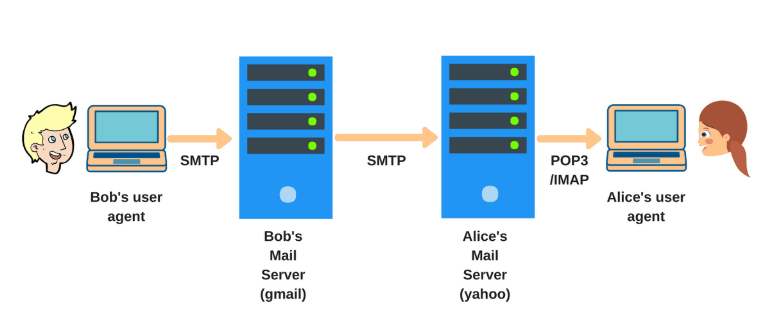 SMTP
SMTP
POP3
/IMAP
Bob's user
agent
Alice's user
agent
Bob's
Mail
Server
(gmail)
Alice's
Mail
Server
(yahoo)